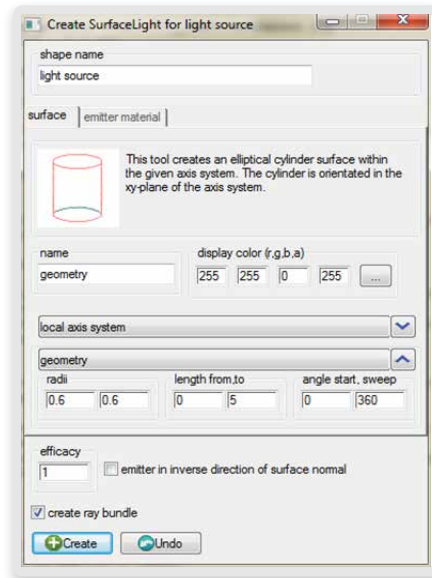 Create SurfaceLight for light source
shape name
light source
surface emitter material
This tool creates an elliptical cylinder surface within
the given axis system. The cylinder is orientated in the
xy-plane of the axis system.
name display color (r,g,b,a)
geometry 255 255 0 255 ...
local axis system
geometry
radii length from,to angle start, sweep
0.6 0.6 0 5 0 360
efficacy
1 emitter in inverse direction of surface normal
create ray bundle
Create Undo